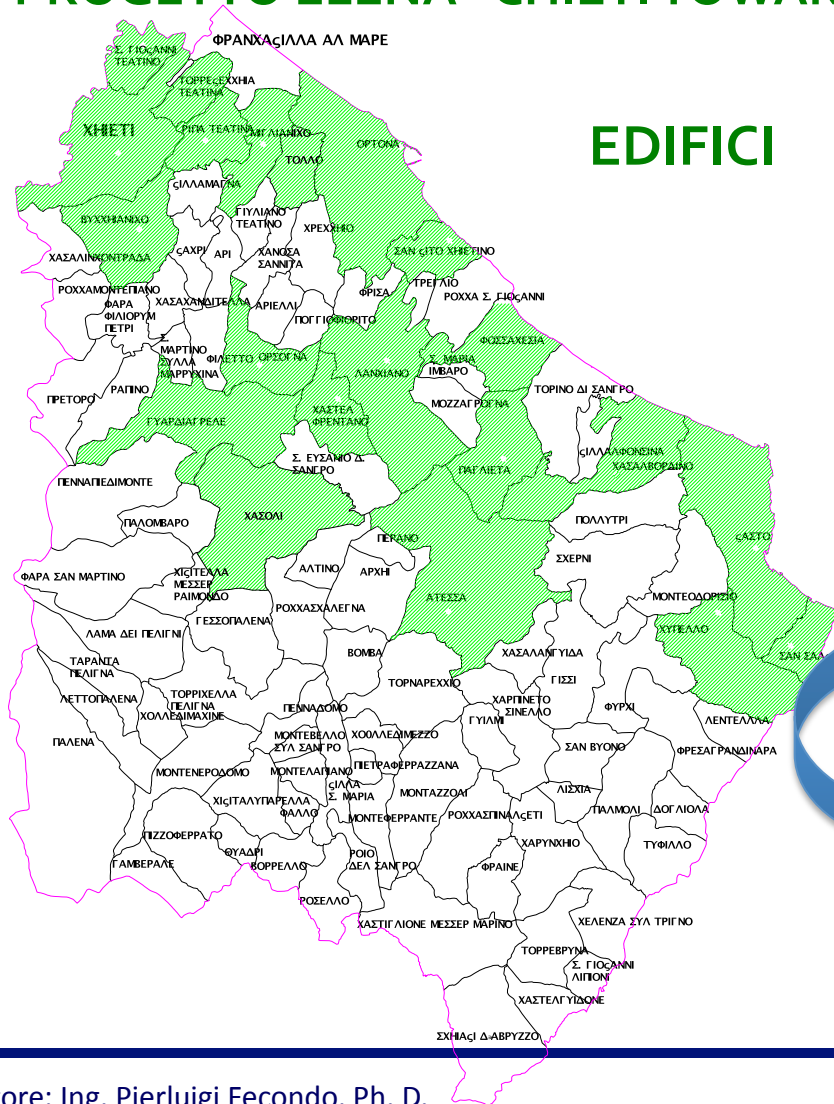 PROGETTO ELENA "CHIETI TOWAR
EDIFICI
ΦΡΑΝΧΑςΙΛΛΑ ΑΛ ΜΑΡΕ
Σ. ΓΙΟςΑΝΝΙ
ΤΕΑΤΙΝΟ
ΤΟΡΡΕςΕΧΧΗΙΑ
ΤΕΑΤΙΝΑ
ΧΗΙΕΤΙ
ΡΙΠΑ ΤΕΑΤΙΝΑ
ΜΙΓΛΙΑΝΙΧΟ
ΤΟΛΛΟ
ΟΡΤΟΝΑ
ςΙΛΛΑΜΑΓΝΑ
ΒΥΧΧΗΙΑΝΙΧΟ
ΓΙΥΛΙΑΝΟ
ΤΕΑΤΙΝΟ
ΧΡΕΧΧΗΙΟ
ΧΑΣΑΛΙΝΧΟΝΤΡΑΔΑ
ςΑΧΡΙ
ΑΡΙ
ΧΑΝΟΣΑ
ΣΑΝΝΙΤΑ
ΣΑΝ ςΙΤΟ ΧΗΙΕΤΙΝΟ
ΡΟΧΧΑΜΟΝΤΕΠΙΑΝΟ
ΦΑΡΑ
ΦΙΛΙΟΡΥΜ
ΠΕΤΡΙ
ΧΑΣΑΧΑΝΔΙΤΕΛΛΑ
ΑΡΙΕΛΛΙ
ΠΟΓΓΙΟΦΙΟΡΙΤΟ
ΦΡΙΣΑ
ΤΡΕΓΛΙΟ
ΡΟΧΧΑ Σ. ΓΙΟςΑΝΝΙ
Σ.
ΜΑΡΤΙΝΟ
ΣΥΛΛΑ
ΜΑΡΡΥΧΙΝΑ
ΦΙΛΕΤΤΟ
ΟΡΣΟΓΝΑ
ΛΑΝΧΙΑΝΟ
Σ. ΜΑΡΙΑ
ΙΜΒΑΡΟ
ΦΟΣΣΑΧΕΣΙΑ
ΠΡΕΤΟΡΟ
ΡΑΠΙΝΟ
ΓΥΑΡΔΙΑΓΡΕΛΕ
ΧΑΣΤΕΛ
ΦΡΕΝΤΑΝΟ
ΜΟΖΖΑΓΡΟΓΝΑ
ΤΟΡΙΝΟ ΔΙ ΣΑΝΓΡΟ
ςΙΛΛΑΛΦΟΝΣΙΝΑ
ΧΑΣΑΛΒΟΡΔΙΝΟ
Σ. ΕΥΣΑΝΙΟ Δ.
ΣΑΝΓΡΟ
ΠΑΓΛΙΕΤΑ
ΠΕΝΝΑΠΙΕΔΙΜΟΝΤΕ
ΠΑΛΟΜΒΑΡΟ
ΧΑΣΟΛΙ
ΠΟΛΛΥΤΡΙ
ΠΕΡΑΝΟ
ςΑΣΤΟ
ΦΑΡΑ ΣΑΝ ΜΑΡΤΙΝΟ
ΧΙςΙΤΕΛΛΑ
ΜΕΣΣΕΡ
ΡΑΙΜΟΝΔΟ
ΑΛΤΙΝΟ
ΑΡΧΗΙ
ΣΧΕΡΝΙ
ΑΤΕΣΣΑ
ΜΟΝΤΕΟΔΟΡΙΣΙΟ
ΓΕΣΣΟΠΑΛΕΝΑ
ΡΟΧΧΑΣΧΑΛΕΓΝΑ
ΧΥΠΕΛΛΟ
ΛΑΜΑ ΔΕΙ ΠΕΛΙΓΝΙ
ΒΟΜΒΑ
ΧΑΣΑΛΑΝΓΥΙΔΑ
ΣΑΝ ΣΑΛ
ΤΑΡΑΝΤΑ
ΠΕΛΙΓΝΑ
ΤΟΡΝΑΡΕΧΧΙΟ
ΓΙΣΣΙ
ΛΕΤΤΟΠΑΛΕΝΑ
ΤΟΡΡΙΧΕΛΛΑ
ΠΕΛΙΓΝΑ
ΧΟΛΛΕΔΙΜΑΧΙΝΕ
ΠΕΝΝΑΔΟΜΟ
ΧΑΡΠΙΝΕΤΟ
ΣΙΝΕΛΛΟ
ΦΥΡΧΙ
ΓΥΙΛΜΙ
ΛΕΝΤΕΛΛΛΑ
ΠΑΛΕΝΑ
ΜΟΝΤΕΒΕΛΛΟ
ΣΥΛ ΣΑΝΓΡΟ
ΧΟΟΛΛΕΔΙΜΕΖΖΟ
ΣΑΝ ΒΥΟΝΟ
ΦΡΕΣΑΓΡΑΝΔΙΝΑΡΑ
ΜΟΝΤΕΝΕΡΟΔΟΜΟ
ΜΟΝΤΕΛΑΠΙΑΝΟ
ΠΙΕΤΡΑΦΕΡΡΑΖΖΑΝΑ
ςΙΛΛΑ
Σ. ΜΑΡΙΑ
ΜΟΝΤΑΖΖΟΛΙ
ΛΙΣΧΙΑ
ΧΙςΙΤΑΛΥΠΑΡΕΛΛΑ
ΦΑΛΛΟ
ΜΟΝΤΕΦΕΡΡΑΝΤΕ
ΡΟΧΧΑΣΠΙΝΑΛςΕΤΙ
ΠΑΛΜΟΛΙ
ΔΟΓΛΙΟΛΑ
ΠΙΖΖΟΦΕΡΡΑΤΟ
ΧΑΡΥΝΧΗΙΟ
ΤΥΦΙΛΛΟ
ΓΑΜΒΕΡΑΛΕ
ΘΥΑΔΡΙ
ΒΟΡΡΕΛΛΟ
ΡΟΙΟ
ΔΕΛ ΣΑΝΓΡΟ
ΦΡΑΙΝΕ
ΡΟΣΕΛΛΟ
ΧΑΣΤΙΓΛΙΟΝΕ ΜΕΣΣΕΡ ΜΑΡΙΝΟ
ΧΕΛΕΝΖΑ ΣΥΛ ΤΡΙΓΝΟ
ΤΟΡΡΕΒΡΥΝΑ
Σ. ΓΙΟςΑΝΝΙ
ΛΙΠΙΟΝΙ
ΧΑΣΤΕΛΓΥΙΔΟΝΕ
ΣΧΗΙΑςΙ Δ∍ΑΒΡΥΖΖΟ
tore: Ing. Pierluigi Fecondo, Ph. D.